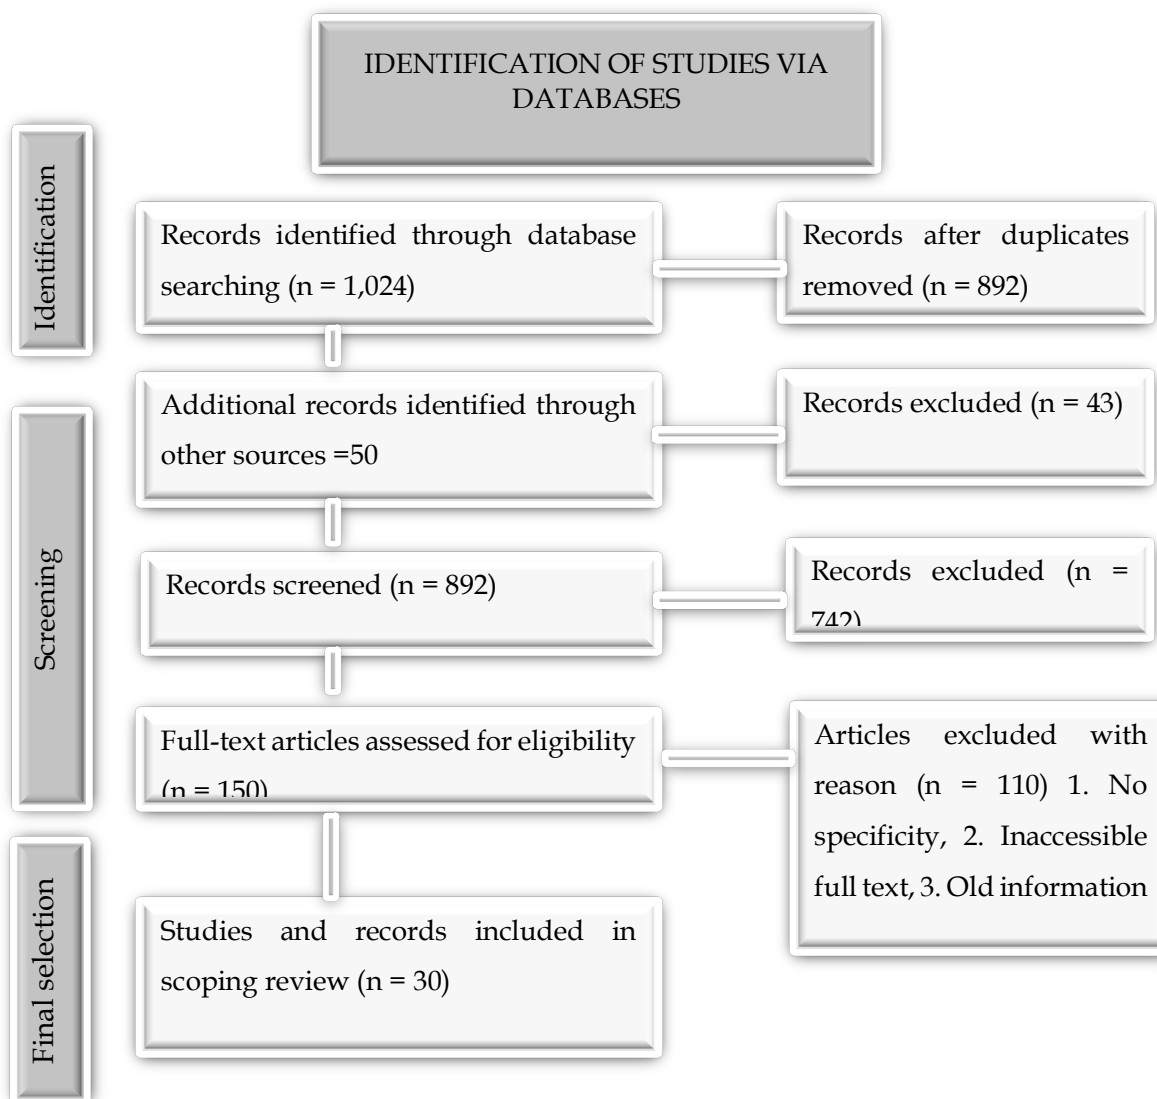 IDENTIFICATION OF STUDIES VIA
DATABASES
Identification
Records identified through database
searching (n = 1,024)
Records after duplicates
removed (n = 892)
Additional records identified through
other sources =50
Records excluded (n = 43)
Screening
Records screened (n = 892)
Records excluded (n =
742)
Full-text articles assessed for eligibility
(n = 150)
Articles excluded with
reason (n = 110) 1. No
specificity, 2. Inaccessible
full text, 3. Old information
Final selection
Studies and records included in
scoping review (n = 30)